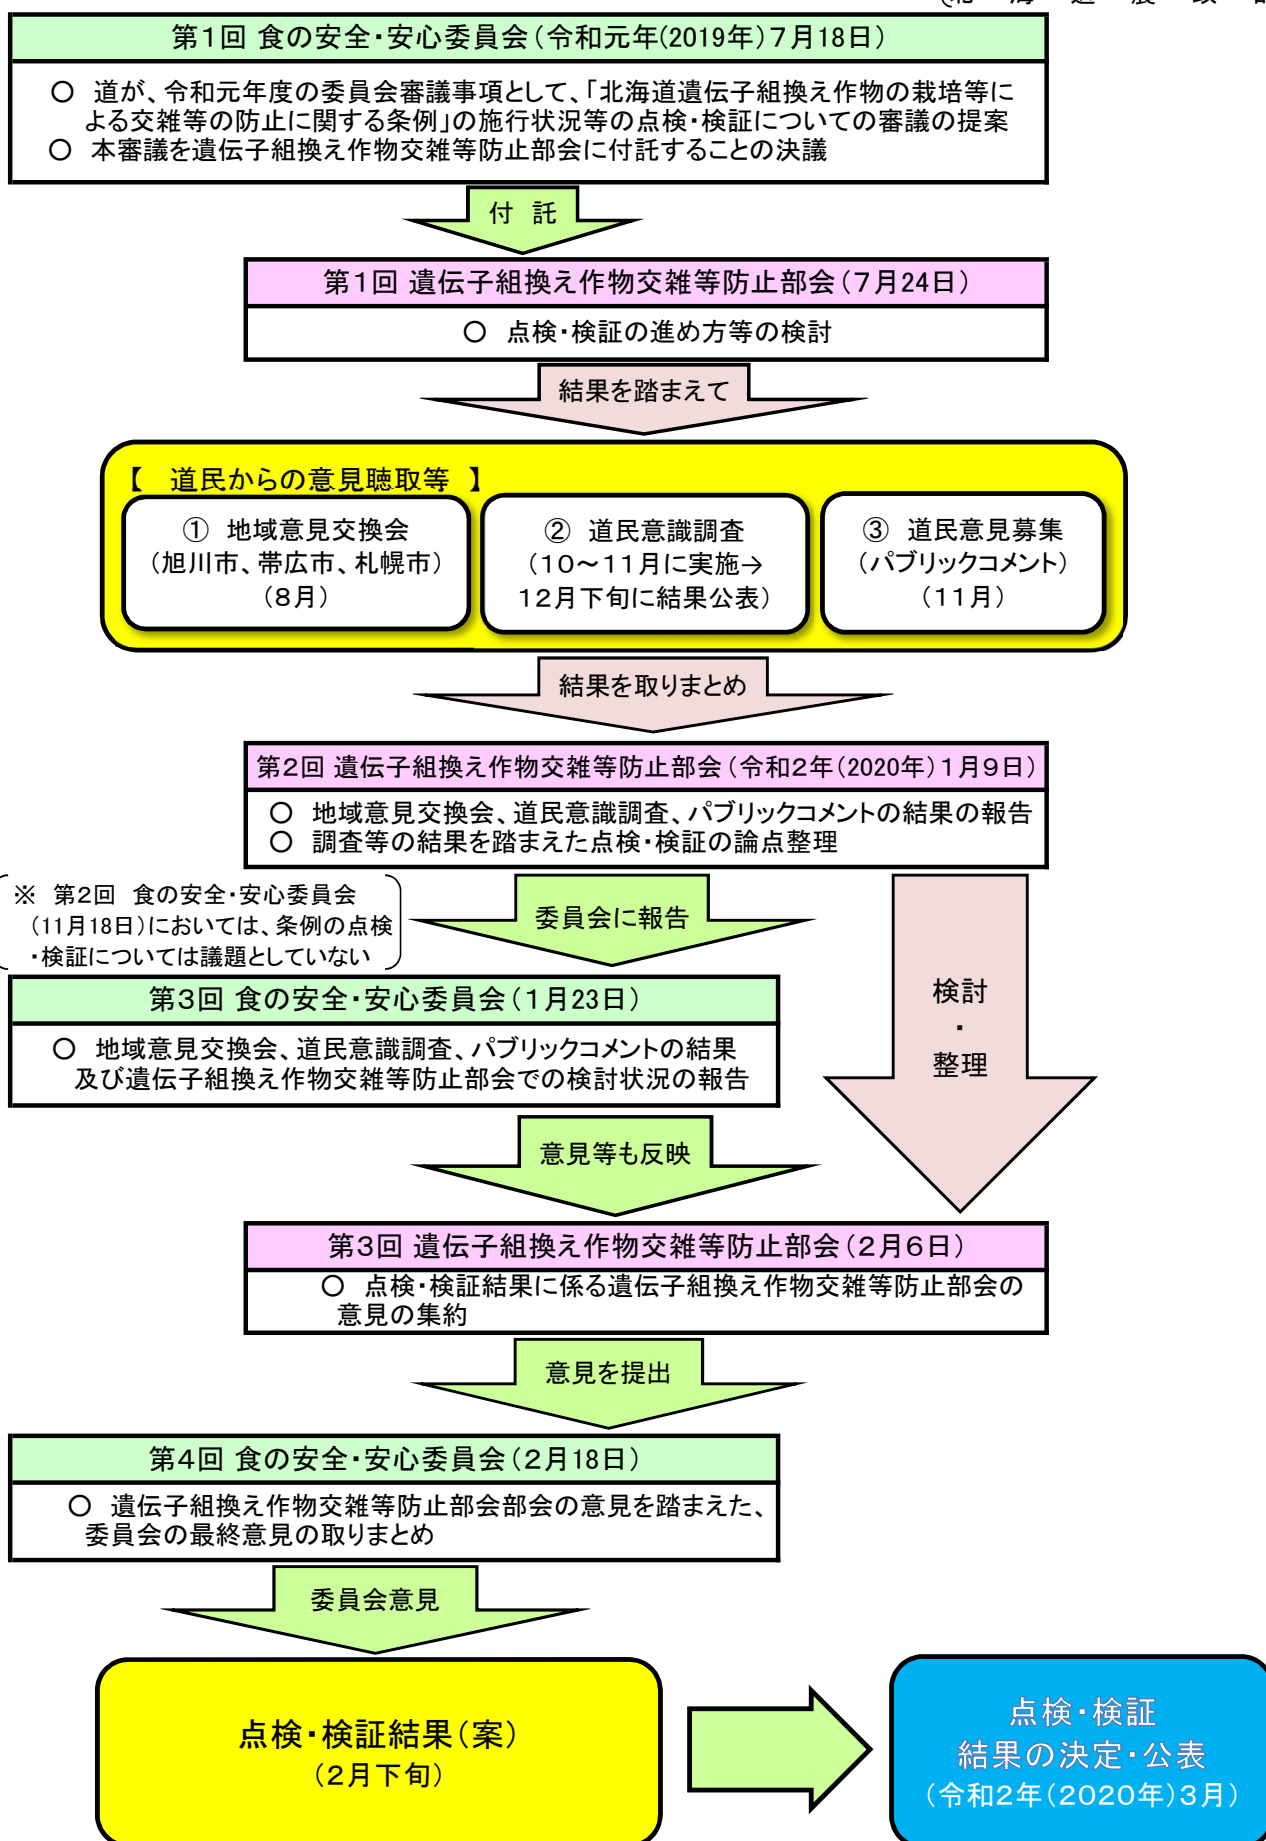 第1回 食の安全・安心委員会（令和元年(2019年)7月18日）
○ 道が、令和元年度の委員会審議事項として、「北海道遺伝子組換え作物の栽培等に
よる交雑等の防止に関する条例」の施行状況等の点検・検証についての審議の提案
○ 本審議を遺伝子組換え作物交雑等防止部会に付託することの決議
付 託
第1回 遺伝子組換え作物交雑等防止部会（7月24日）
○ 点検・検証の進め方等の検討
結果を踏まえて
【 道民からの意見聴取等 】
① 地域意見交換会
（旭川市、帯広市、札幌市）
（8月）
② 道民意識調査
（10～11月に実施→
12月下旬に結果公表）
③ 道民意見募集
（パブリックコメント）
（11月）
結果を取りまとめ
第2回 遺伝子組換え作物交雑等防止部会（令和2年(2020年)1月9日）
○ 地域意見交換会、道民意識調査、パブリックコメントの結果の報告
○ 調査等の結果を踏まえた点検・検証の論点整理
※ 第2回 食の安全・安心委員会
（11月18日）においては、条例の点検
・検証については議題としていない
委員会に報告
検討
・
整理
第3回 食の安全・安心委員会（1月23日）
○ 地域意見交換会、道民意識調査、パブリックコメントの結果
及び遺伝子組換え作物交雑等防止部会での検討状況の報告
意見等も反映
第3回 遺伝子組換え作物交雑等防止部会（2月6日）
○ 点検・検証結果に係る遺伝子組換え作物交雑等防止部会の
意見の集約
意見を提出
第4回 食の安全・安心委員会（2月18日）
○ 遺伝子組換え作物交雑等防止部会部会の意見を踏まえた、
委員会の最終意見の取りまとめ
委員会意見
点検・検証結果（案）
（2月下旬）
点検・検証
結果の決定・公表
（令和2年（2020年）3月）